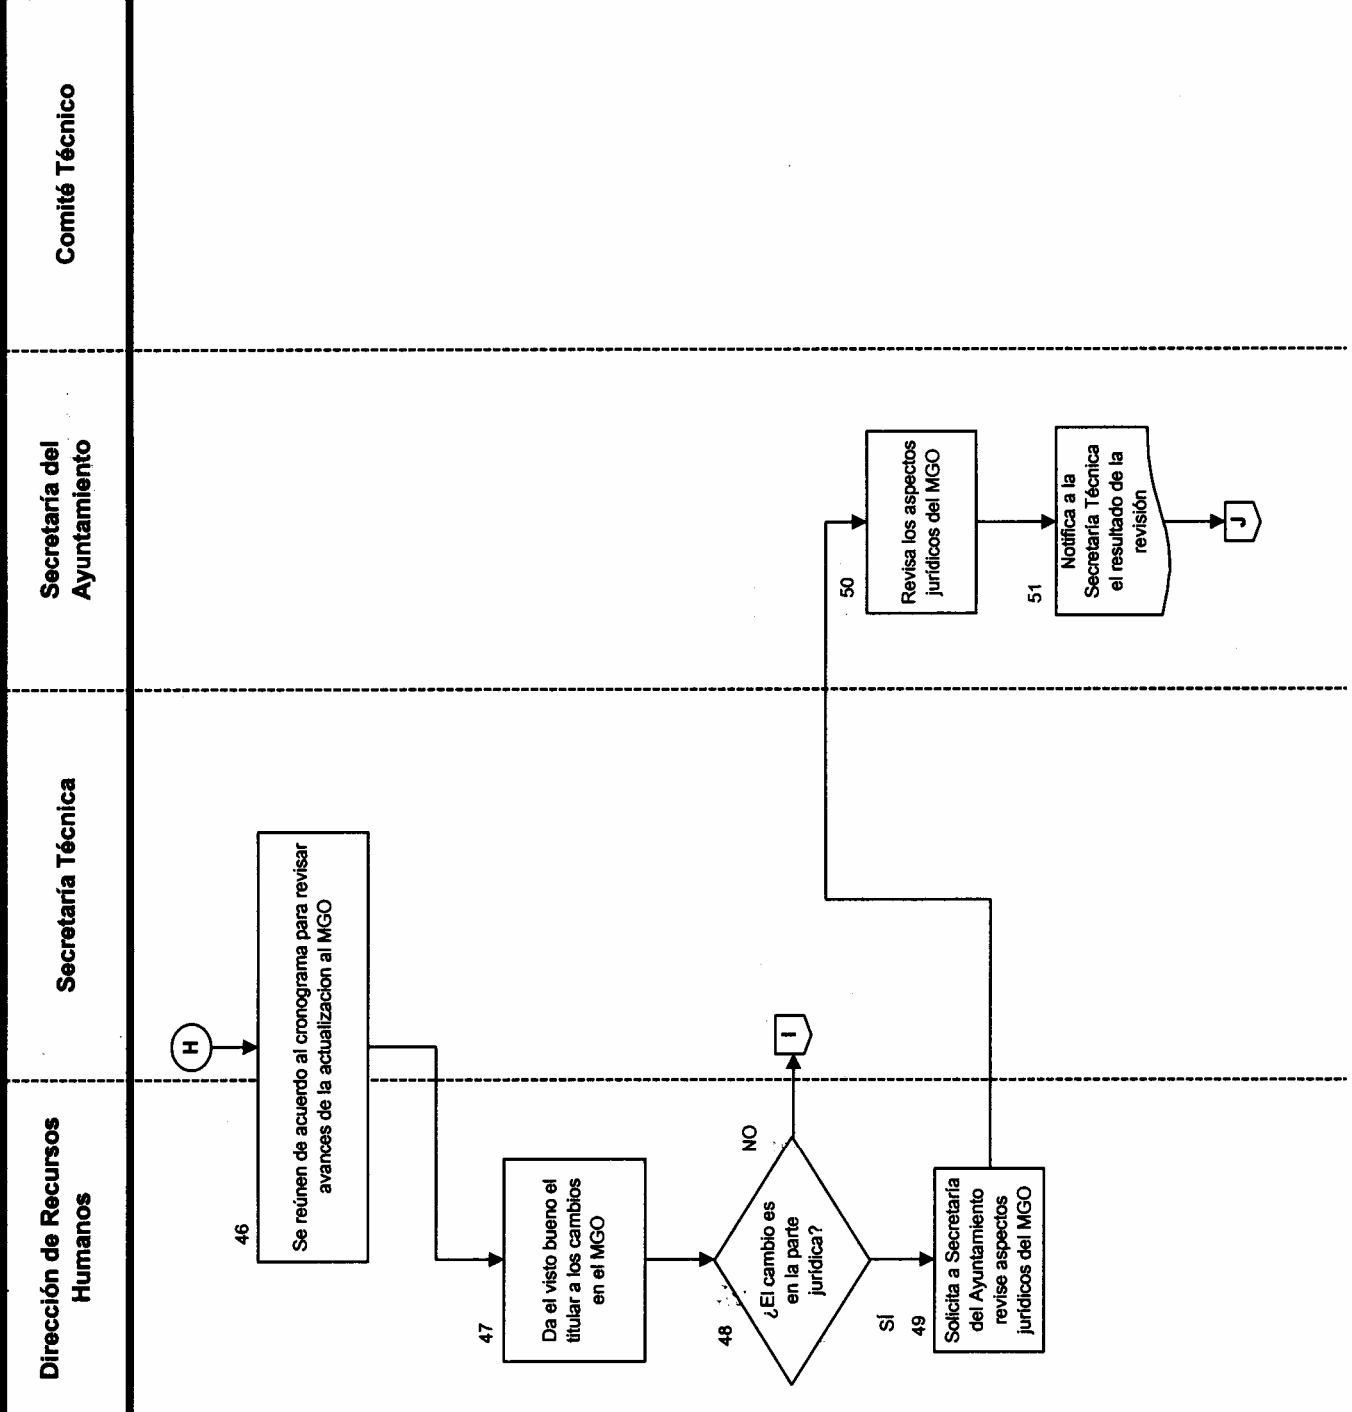 Dirección de Recursos
Humanos
Secretaría Técnica
Secretaría del
Ayuntamiento
Comité Técnico
H
46
Se reúnen de acuerdo al cronograma para revisar
avances de la actualizacion al MGO
47
Da el visto bueno el
titular a los cambios
en el MGO
48
¿El cambio es
en la parte
jurídica?
NO
I
SÍ
49
Solicita a Secretaría
del Ayuntamiento
revise aspectos
jurídicos del MGO
50
Revisa los aspectos
jurídicos del MGO
51
Notifica a la
Secretaría Técnica
el resultado de la
revisión
J